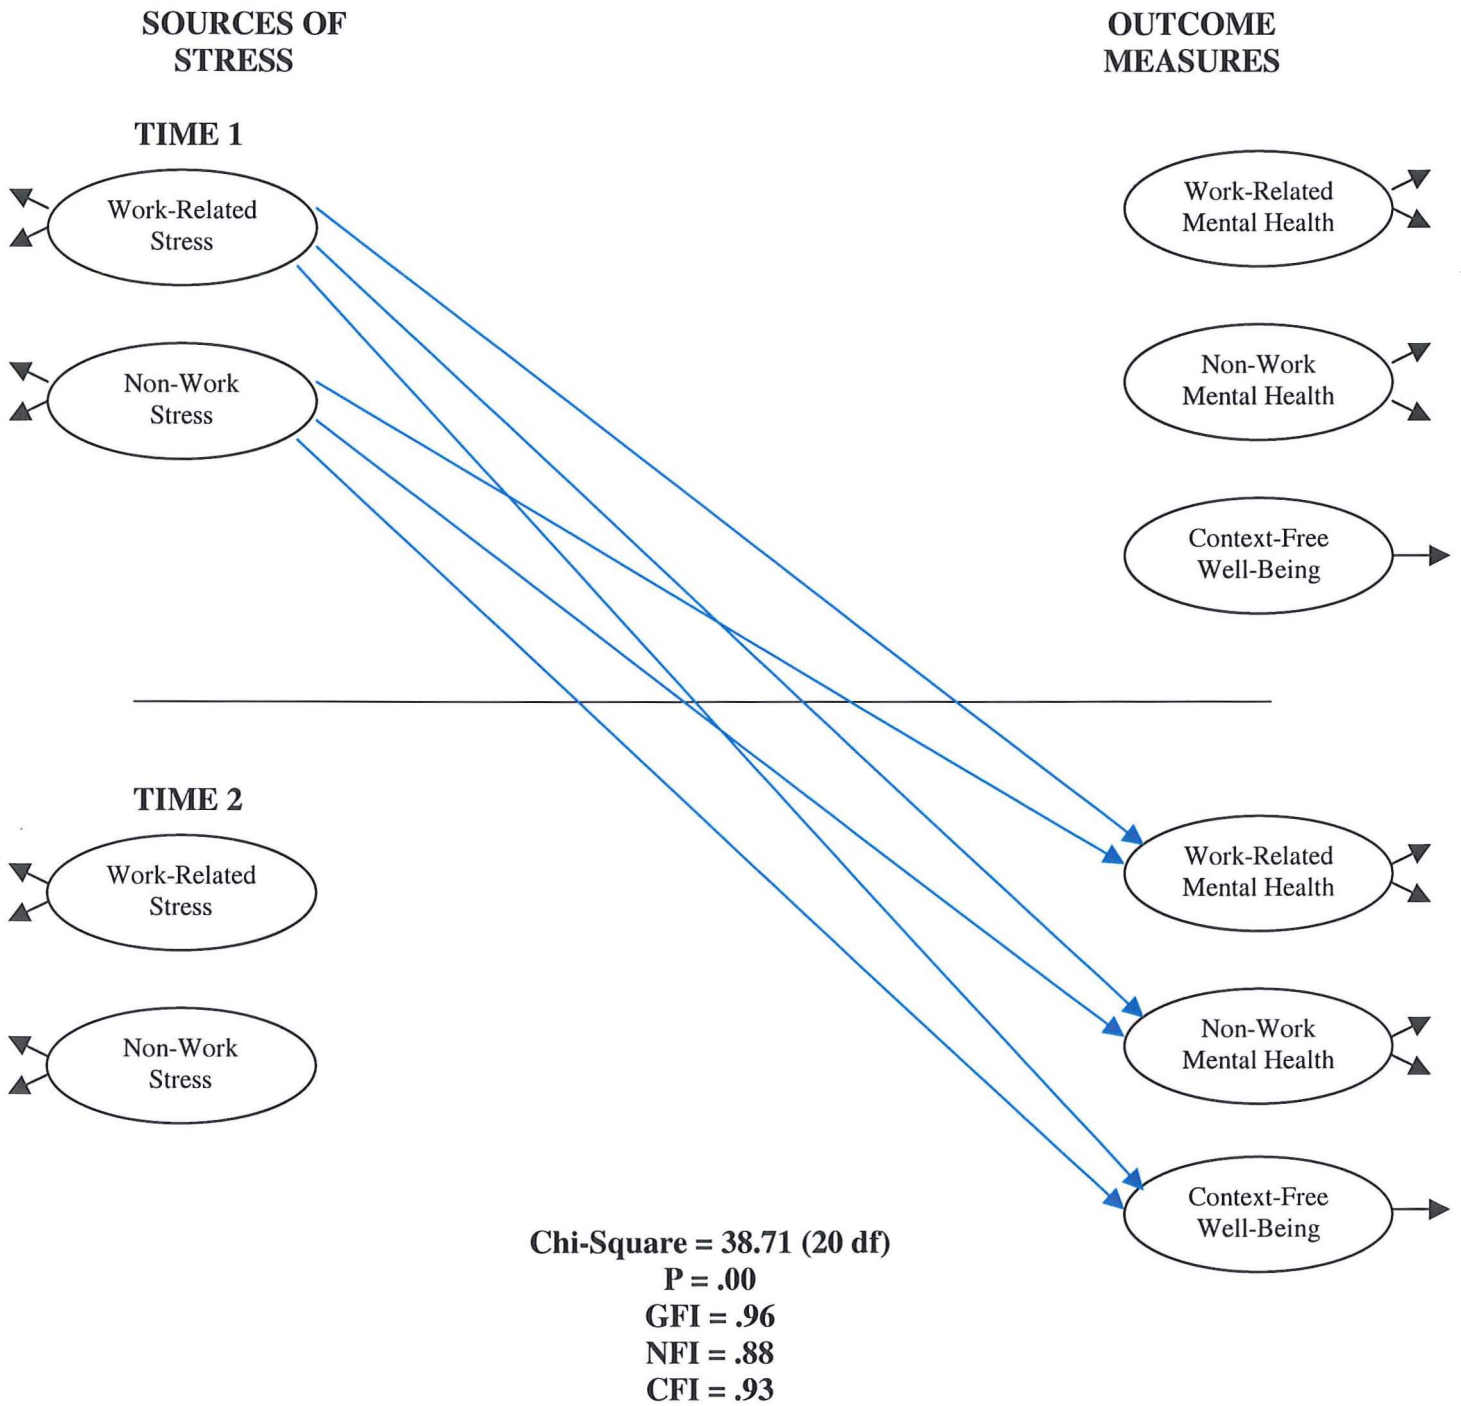 SOURCES OF
STRESS
OUTCOME
MEASURES
TIME 1
Work-Related
Stress
Non-Work
Stress
Work-Related
Mental Health
Non-Work
Mental Health
Context-Free
Well-Being
TIME 2
Work-Related
Stress
Non-Work
Stress
Work-Related
Mental Health
Non-Work
Mental Health
Context-Free
Well-Being
Chi-Square = 38.71 (20 df)
P = .00
GFI = .96
NFI = .88
CFI = .93